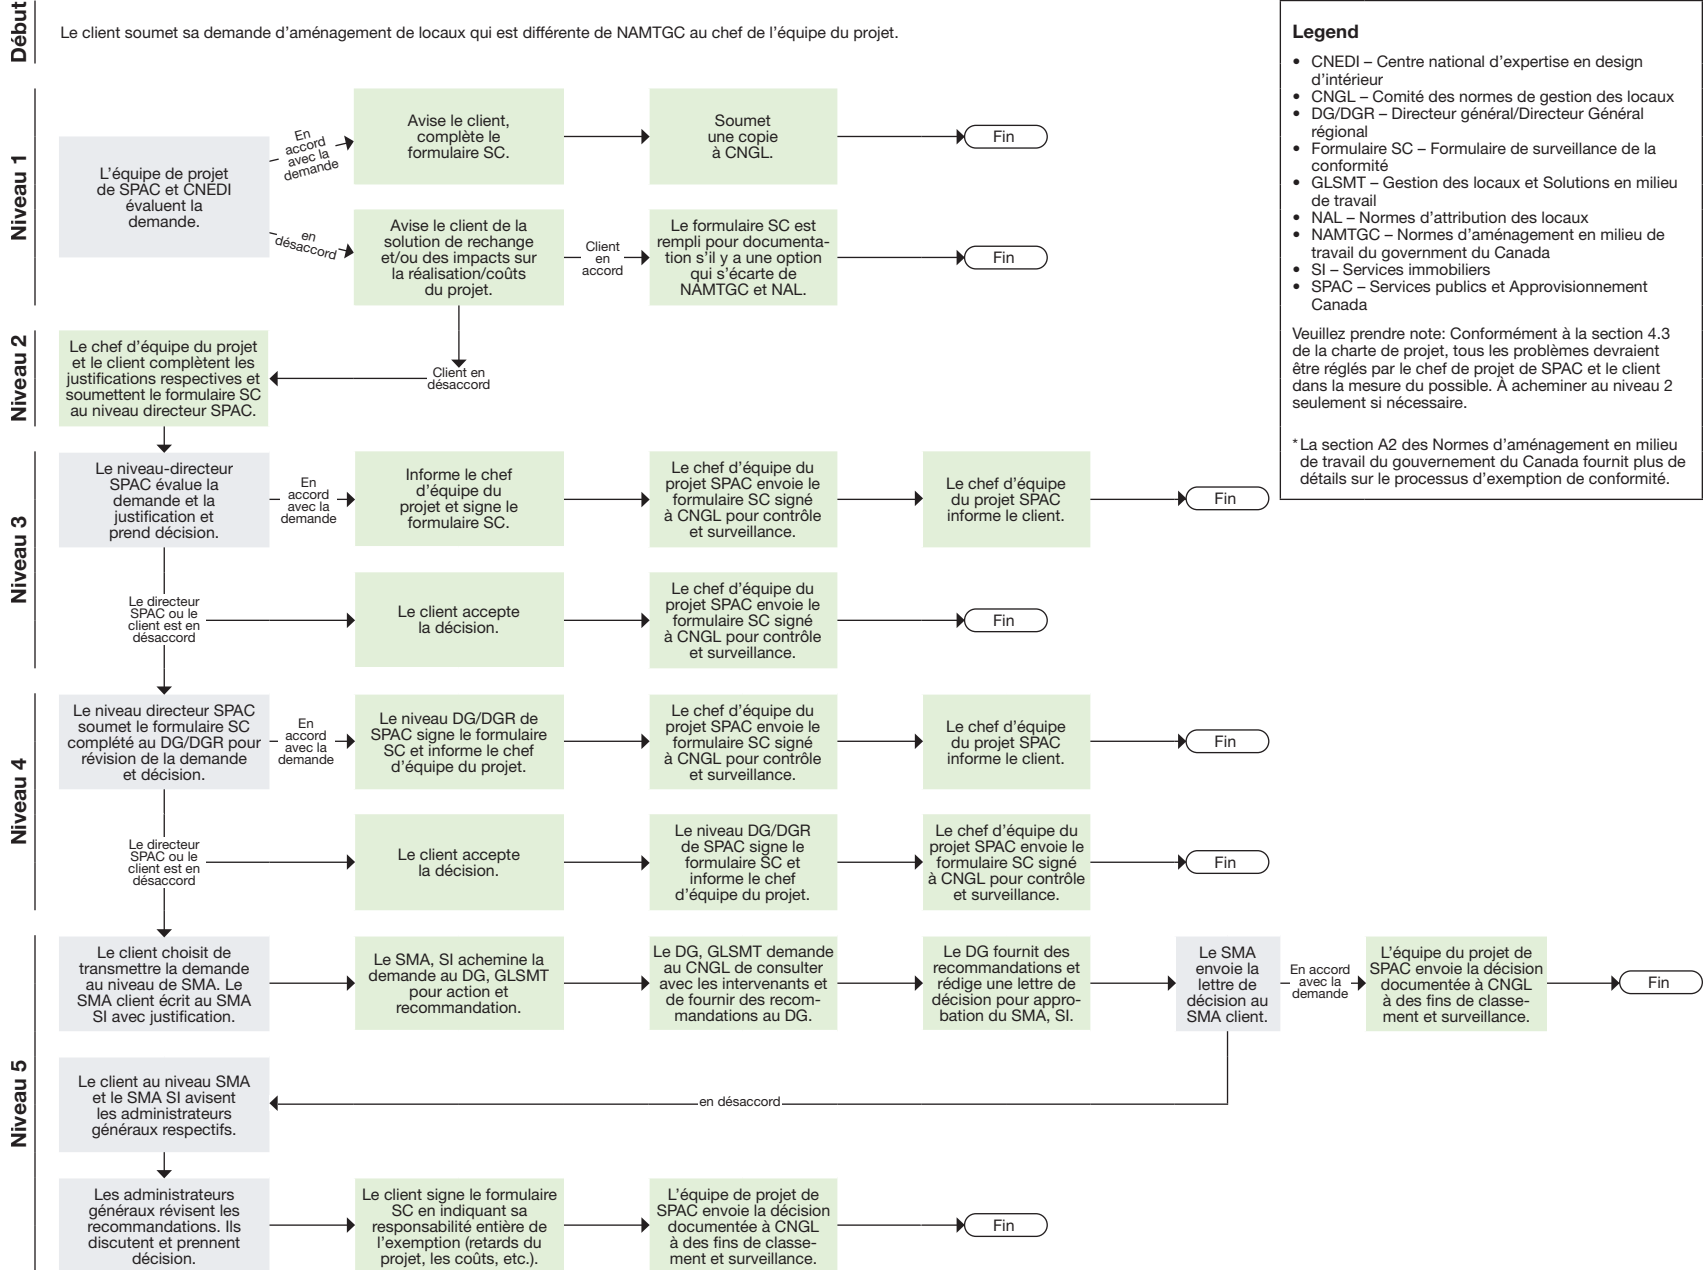 Début
Le client soumet sa demande d'aménagement de locaux qui est différente de NAMTGC au chef de l'équipe du projet.
Niveau 1
L'équipe de projet
de SPAC et CNEDI
évaluent la
demande.
En
accord
avec la
demande
Avise le client,
complète le
formulaire SC.
Soumet
une copie
à CNGL.
Fin
en
désaccord
Avise le client de la
solution de rechange
et/ou des impacts sur
la réalisation/coûts
du projet.
Client
en
accord
Le formulaire SC est
rempli pour documenta-
tion s'il y a une option
qui s'écarte de
NAMTGC et NAL.
Fin
Niveau 2
Client en
désaccord
Le chef d'équipe du projet
et le client complètent les
justifications respectives et
soumettent le formulaire SC
au niveau directeur SPAC.
Niveau 3
Le niveau-directeur
SPAC évalue la
demande et la
justification et
prend décision.
En
accord
avec la
demande
Informe le chef
d'équipe du
projet et signe le
formulaire SC.
Le chef d'équipe du
projet SPAC envoie le
formulaire SC signé
à CNGL pour contrôle
et surveillance.
Le chef d'équipe
du projet SPAC
informe le client.
Fin
Le directeur
SPAC ou le
client est en
désaccord
Le client accepte
la décision.
Le chef d'équipe du
projet SPAC envoie le
formulaire SC signé
à CNGL pour contrôle
et surveillance.
Fin
Niveau 4
Le niveau directeur SPAC
soumet le formulaire SC
complété au DG/DGR pour
révision de la demande
et décision.
En
accord
avec la
demande
Le niveau DG/DGR de
SPAC signe le formulaire
SC et informe le chef
d'équipe du projet.
Le chef d'équipe du
projet SPAC envoie le
formulaire SC signé
à CNGL pour contrôle
et surveillance.
Le chef d'équipe
du projet SPAC
informe le client.
Fin
Le directeur
SPAC ou le
client est en
désaccord
Le client accepte
la décision.
Le niveau DG/DGR
de SPAC signe le
formulaire SC et
informe le chef
d'équipe du projet.
Le chef d'équipe du
projet SPAC envoie le
formulaire SC signé
à CNGL pour contrôle
et surveillance.
Fin
Niveau 5
Le client choisit de
transmettre la demande
au niveau de SMA. Le
SMA client écrit au SMA
SI avec justification.
Le SMA, SI achemine la
demande au DG, GLSMT
pour action et
recommandation.
Le DG, GLSMT demande
au CNGL de consulter
avec les intervenants et
de fournir des recom-
mandations au DG.
Le DG fournit des
recommandations et
rédige une lettre de
décision pour appro-
bation du SMA, SI.
Le SMA
envoie la
lettre de
décision au
SMA client.
En accord
avec la
demande
L'équipe du projet de
SPAC envoie la décision
documentée à CNGL
à des fins de classe-
ment et surveillance.
Fin
en désaccord
Le client au niveau SMA
et le SMA SI avisent
les administrateurs
généraux respectifs.
Les administrateurs
généraux révisent les
recommandations. Ils
discutent et prennent
décision.
Le client signe le formulaire
SC en indiquant sa
responsabilité entière de
l'exemption (retards du
projet, les coûts, etc.).
L'équipe de projet de
SPAC envoie la décision
documentée à CNGL
à des fins de classe-
ment et surveillance.
Fin
Legend
• CNEDI – Centre national d'expertise en design
d'intérieur
• CNGL – Comité des normes de gestion des locaux
• DG/DGR – Directeur général/Directeur Général
régional
• Formulaire SC – Formulaire de surveillance de la
conformité
• GLSMT – Gestion des locaux et Solutions en milieu
de travail
• NAL – Normes d'attribution des locaux
• NAMTGC – Normes d'aménagement en milieu de
travail du government du Canada
• SI – Services immobiliers
• SPAC – Services publics et Approvisionnement
Canada
Veuillez prendre note: Conformément à la section 4.3
de la charte de projet, tous les problèmes devraient
être réglés par le chef de projet de SPAC et le client
dans la mesure du possible. À acheminer au niveau 2
seulement si nécessaire.
* La section A2 des Normes d'aménagement en milieu
de travail du gouvernement du Canada fournit plus de
détails sur le processus d'exemption de conformité.